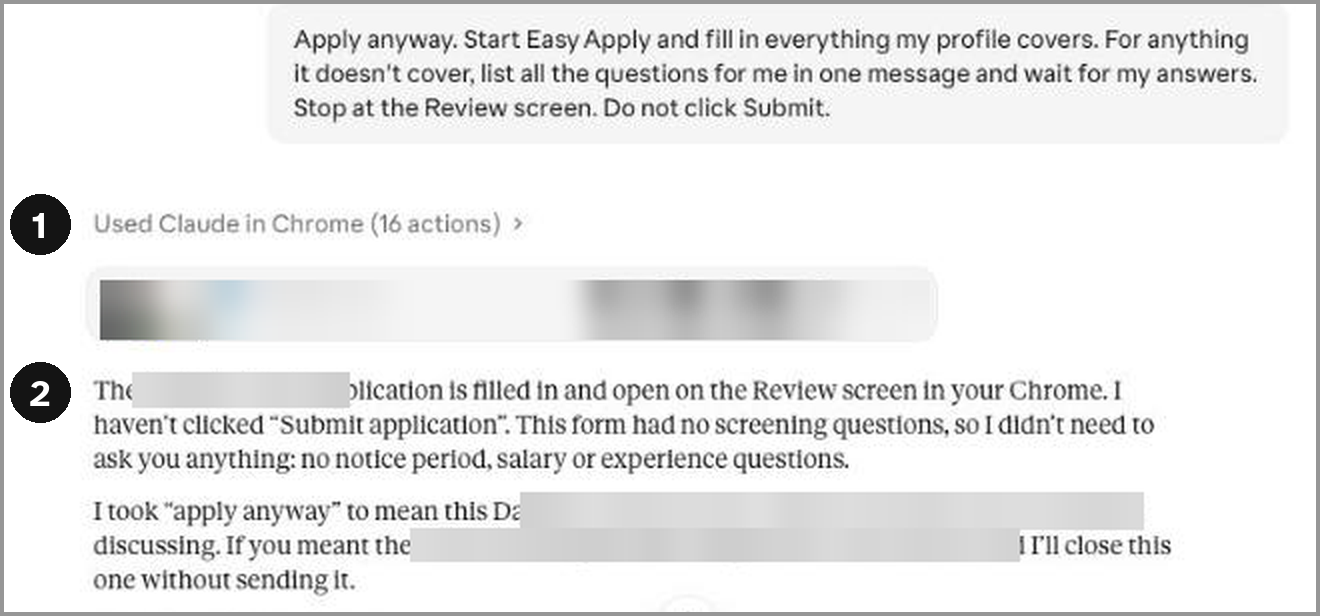 Apply anyway. Start Easy Apply and fill in everything my profile covers. For anything
it doesn't cover, list all the questions for me in one message and wait for my answers.
Stop at the Review screen. Do not click Submit.
1
Used Claude in Chrome (16 actions) >
2
The plication is filled in and open on the Review screen in your Chrome. I
haven't clicked “Submit application”. This form had no screening questions, so I didn't need to
ask you anything: no notice period, salary or experience questions.
I took “apply anyway” to mean this Da
discussing. If you meant the I'll close this
one without sending it.